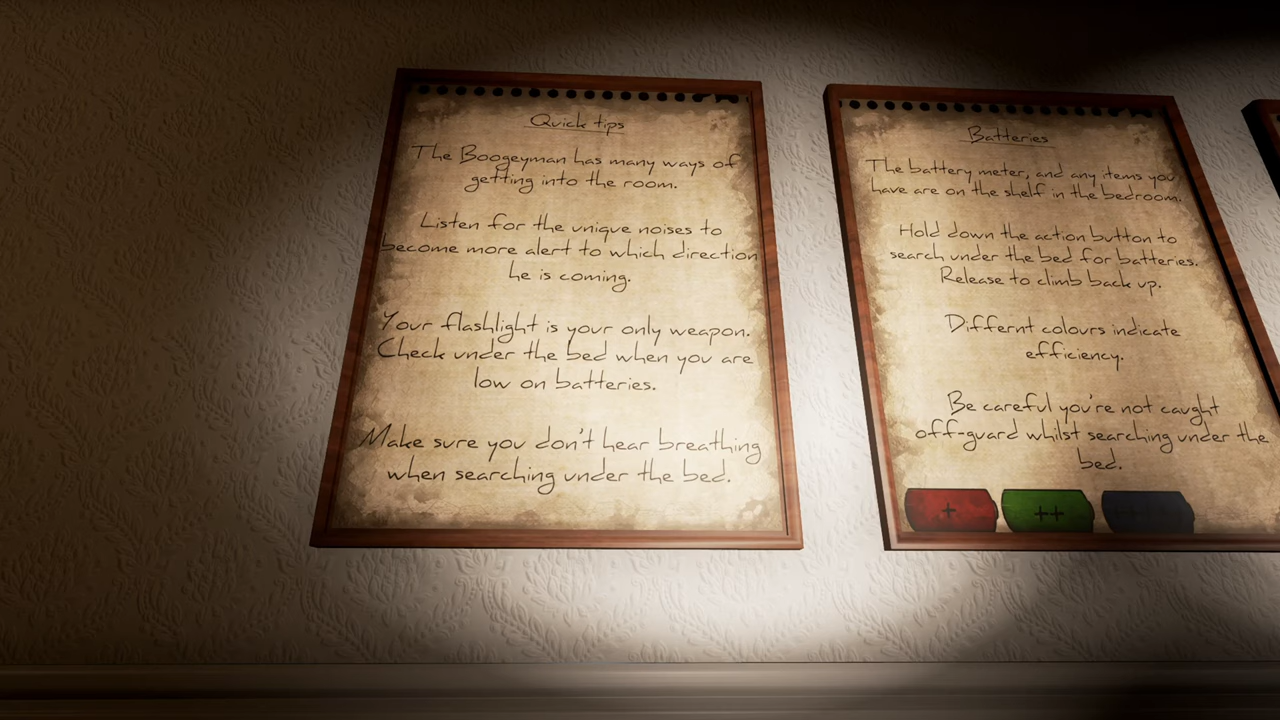 Quick tips
The Boogeyman has many ways of
getting into the room.
Listen for the unique noises to
become more alert to which direction
he is coming.
Your flashlight is your only weapon.
Check under the bed when you are
low on batteries.
Make sure you don't hear breathing
when searching under the bed.
Batteries
The battery meter, and any items you
have are on the shelf in the bedroom.
Hold down the action button to
search under the bed for batteries.
Release to climb back up.
Differnt colours indicate
efficiency.
Be careful you're not caught
off-guard whilst searching under the
bed.
+
++